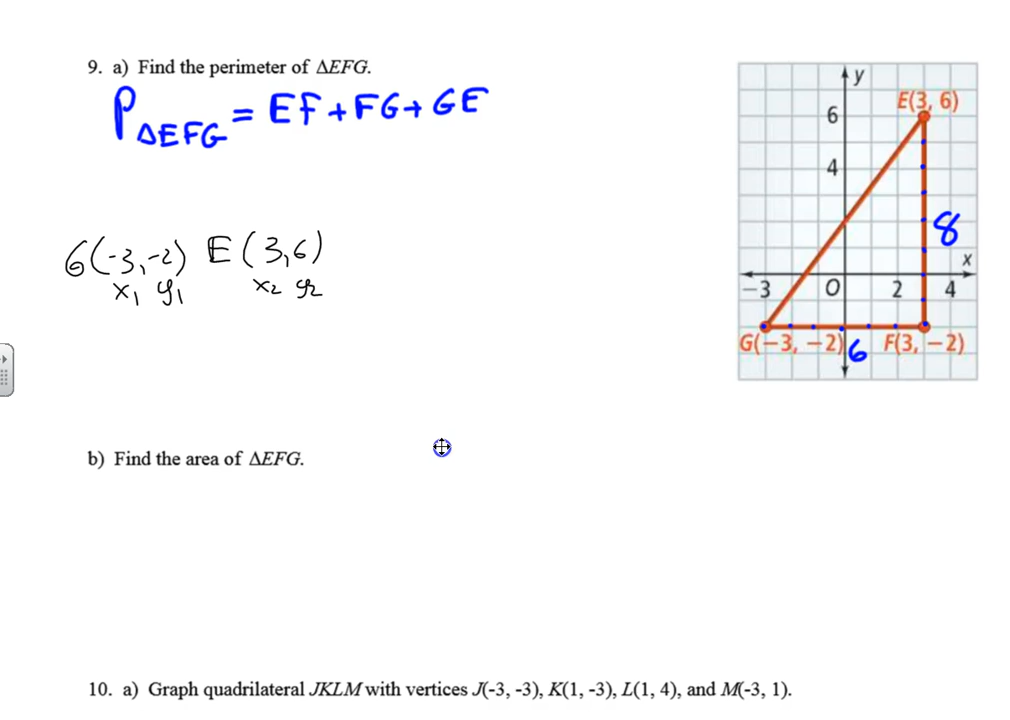 9. a) Find the perimeter of ΔEFG.
P ΔEFG = EF + FG + GE
G(-3,-2) E(3,6)
x₁ y₁ x₂ y₂
y
E(3, 6)
6
4
8
x
−3 O 2 4
G(−3, −2) 6 F(3, −2)
b) Find the area of ΔEFG.
10. a) Graph quadrilateral JKLM with vertices J(-3, -3), K(1, -3), L(1, 4), and M(-3, 1).